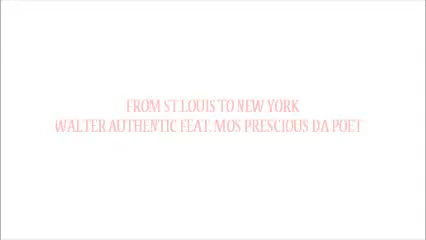 FROM ST.LOUIS TO NEW YORK
WALTER AUTHENTIC FEAT. MOS PRESCIOUS DA POET